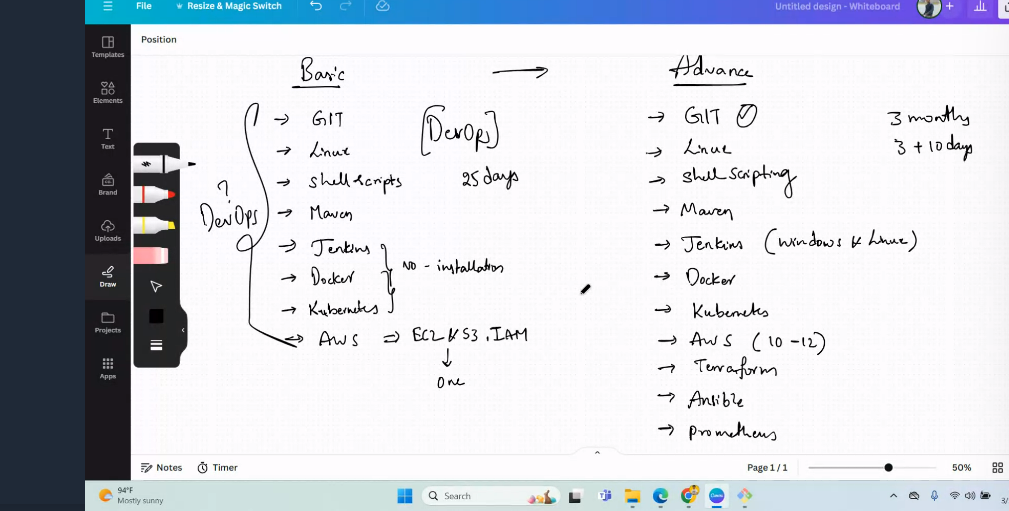 File
Resize & Magic Switch
Untitled design - Whiteboard
Position
Templates
Elements
Text
Brand
Uploads
Draw
Projects
Apps
Basic
→ GIT
→ Linux
→ Shell scripts
→ Maven
→ Jenkins
→ Docker
→ Kubernetes
→ AWS ⇒ EC2 & S3, IAM
↓
One
[DevOps]
25 days
NO - installation
?
DevOps
→
Advance
→ GIT
→ Linux
→ Shell Scripting
→ Maven
→ Jenkins (windows & Linux)
→ Docker
→ Kubernetes
→ AWS (10-12)
→ Terraform
→ Ansible
→ Prometheus
3 months
3 + 10 days
Notes
Timer
Page 1 / 1
50%
94°F
Mostly sunny
Search